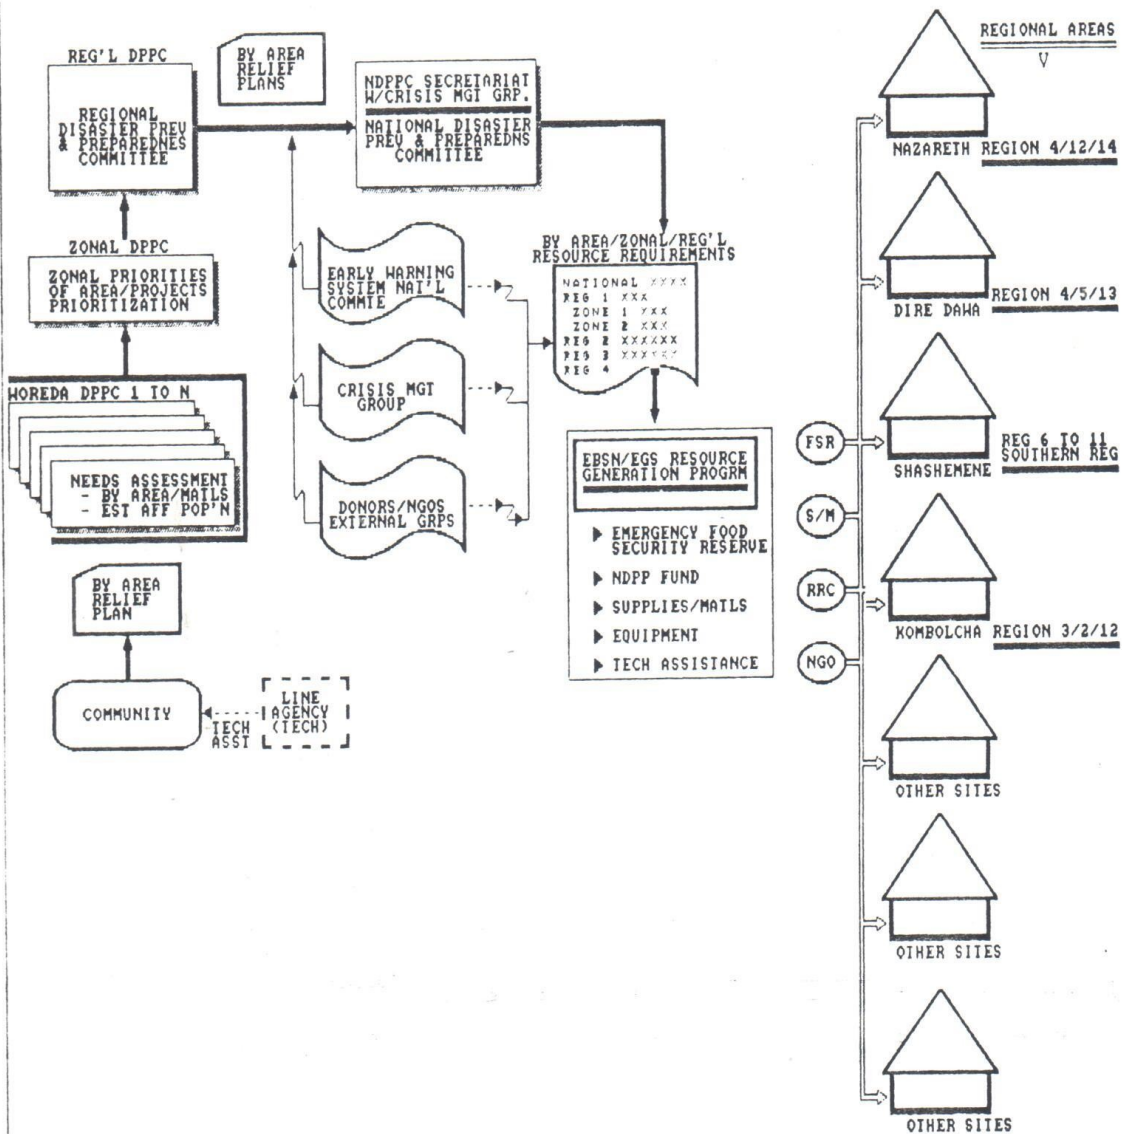 REG'L DPPC
REGIONAL
DISASTER PREV
& PREPAREDNES
COMMITTEE
BY AREA
RELIEF
PLANS
NDPPC SECRETARIAT
W/CRISIS MGT GRP.
NATIONAL DISASTER
PREV & PREPAREDNS
COMMITTEE
ZONAL DPPC
ZONAL PRIORITIES
OF AREA/PROJECTS
PRIORITIZATION
WOREDA DPPC 1 TO N
NEEDS ASSESSMENT
- BY AREA/MATLS
- EST AFF POP'N
BY AREA
RELIEF
PLAN
COMMUNITY
TECH
ASST
LINE
AGENCY
(TECH)
EARLY WARNING
SYSTEM NAT'L
COMMTE
CRISIS MGT
GROUP
DONORS/NGOS
EXTERNAL GRPS
BY AREA/ZONAL/REG'L
RESOURCE REQUIREMENTS
NATIONAL XXXX
REG 1 XXX
ZONE 1 XXX
ZONE 2 XXX
REG 2 XXXXXX
REG 3 XXXXXX
REG 4
EBSN/EGS RESOURCE
GENERATION PROGRM
EMERGENCY FOOD
SECURITY RESERVE
NDPP FUND
SUPPLIES/MATLS
EQUIPMENT
TECH ASSISTANCE
FSR
S/M
RRC
NGO
REGIONAL AREAS
V
NAZARETH REGION 4/12/14
DIRE DAWA REGION 4/5/13
SHASHEMENE REG 6 TO 11
SOUTHERN REG
KOMBOLCHA REGION 3/2/12
OTHER SITES
OTHER SITES
OTHER SITES